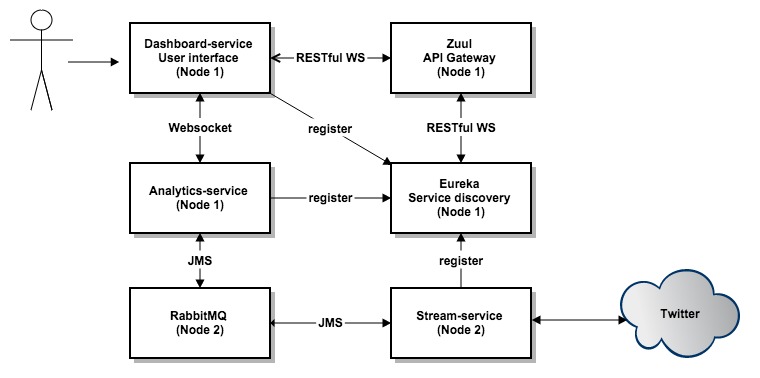 Dashboard-service
User interface
(Node 1)
RESTful WS
Zuul
API Gateway
(Node 1)
Websocket
register
RESTful WS
Analytics-service
(Node 1)
register
Eureka
Service discovery
(Node 1)
JMS
register
RabbitMQ
(Node 2)
JMS
Stream-service
(Node 2)
Twitter